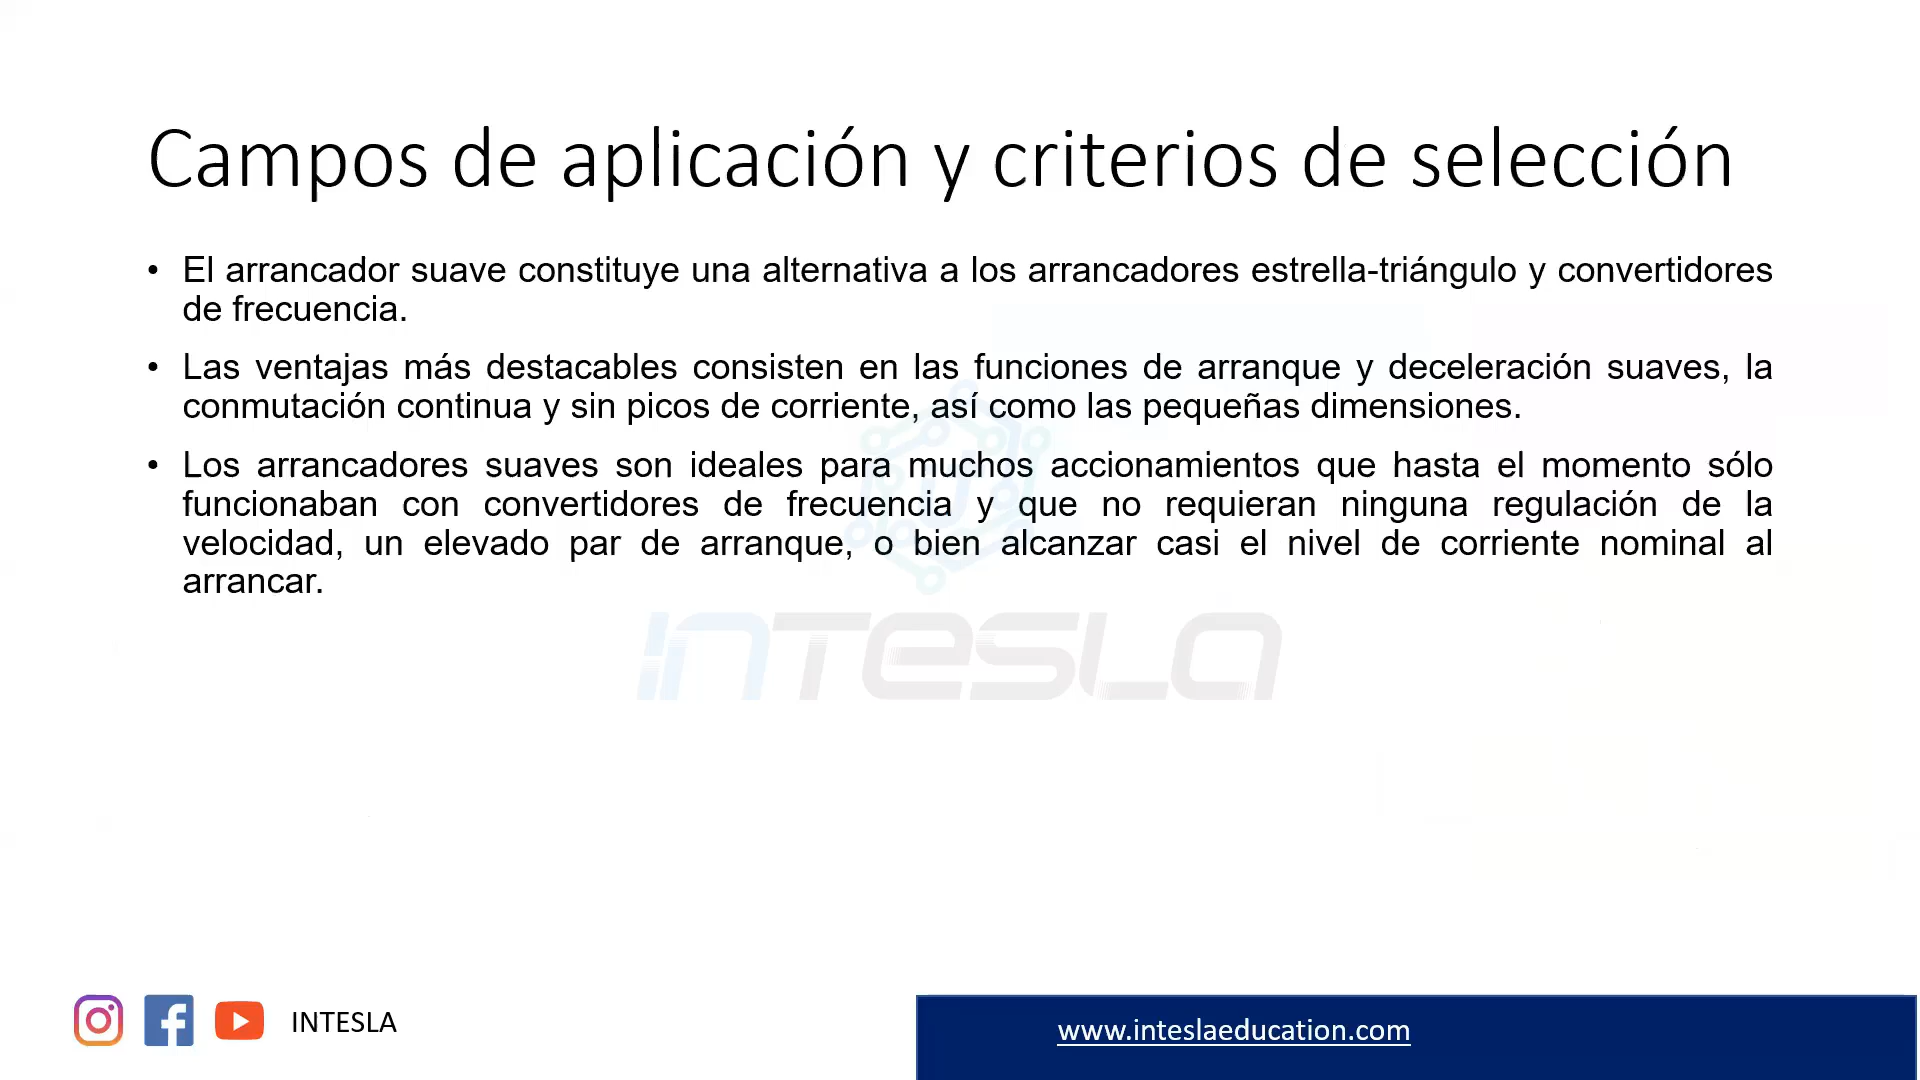 Campos de aplicación y criterios de selección
• El arrancador suave constituye una alternativa a los arrancadores estrella-triángulo y convertidores
de frecuencia.
• Las ventajas más destacables consisten en las funciones de arranque y deceleración suaves, la
conmutación continua y sin picos de corriente, así como las pequeñas dimensiones.
• Los arrancadores suaves son ideales para muchos accionamientos que hasta el momento sólo
funcionaban con convertidores de frecuencia y que no requieran ninguna regulación de la
velocidad, un elevado par de arranque, o bien alcanzar casi el nivel de corriente nominal al
arrancar.
INTESLA
INTESLA
www.inteslaeducation.com